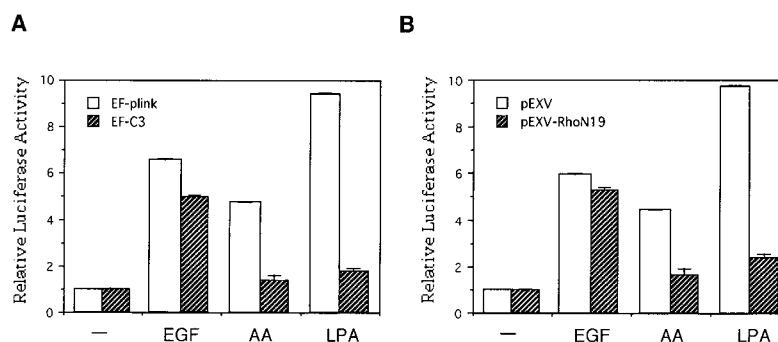 A
Relative Luciferase Activity
10
8
6
4
2
0
EF-plink
EF-C3
— EGF AA LPA
B
Relative Luciferase Activity
10
8
6
4
2
0
pEXV
pEXV-RhoN19
— EGF AA LPA